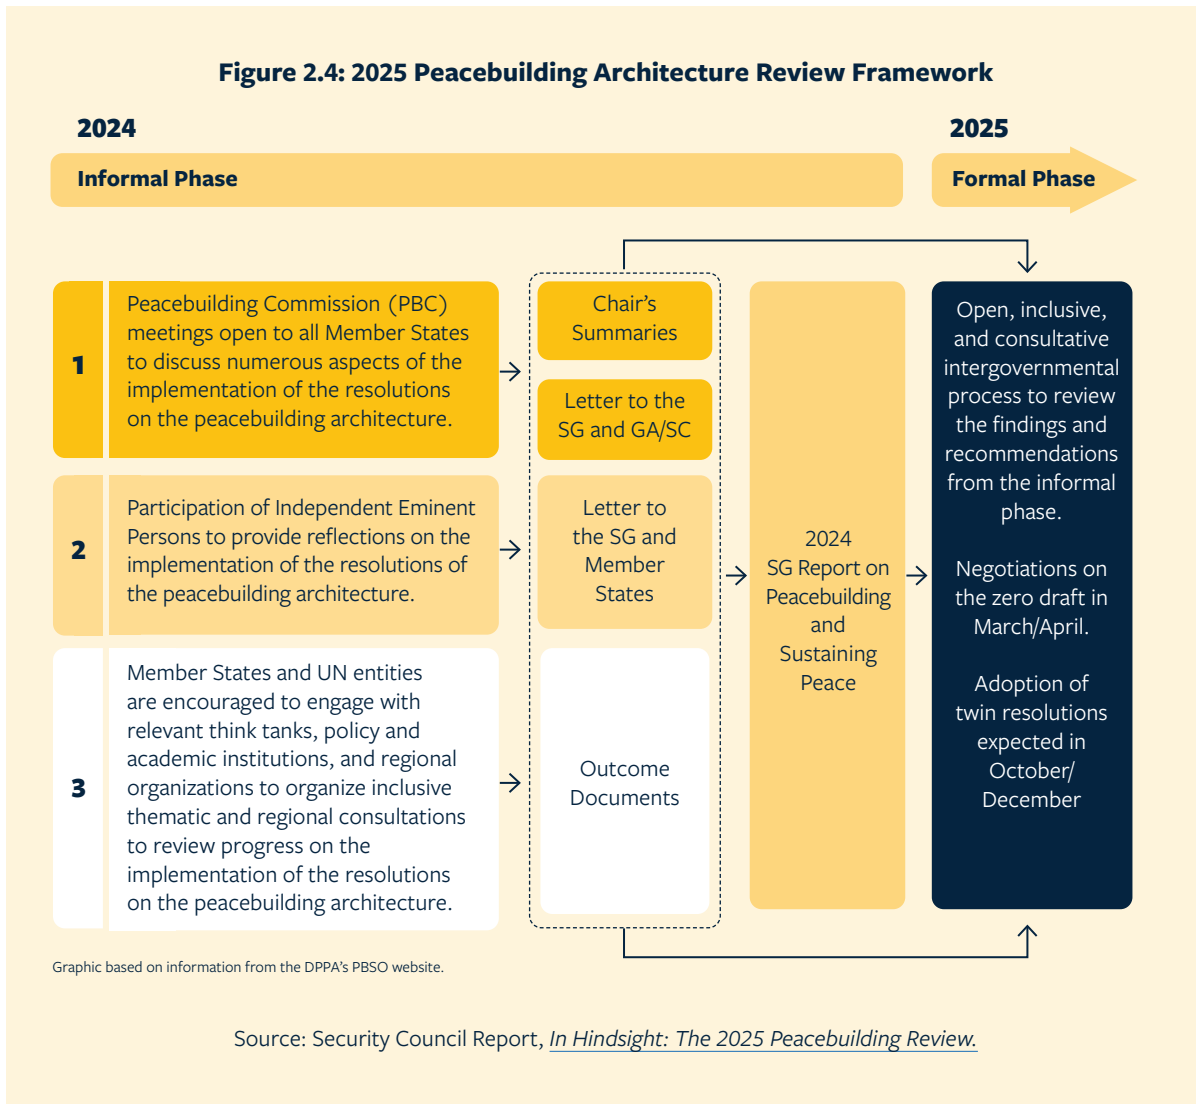 Figure 2.4: 2025 Peacebuilding Architecture Review Framework
2024
2025
Informal Phase
Formal Phase
1
Peacebuilding Commission (PBC)
meetings open to all Member States
to discuss numerous aspects of the
implementation of the resolutions
on the peacebuilding architecture.
Chair's
Summaries
Letter to the
SG and GA/SC
2
Participation of Independent Eminent
Persons to provide reflections on the
implementation of the resolutions of
the peacebuilding architecture.
Letter to
the SG and
Member
States
3
Member States and UN entities
are encouraged to engage with
relevant think tanks, policy and
academic institutions, and regional
organizations to organize inclusive
thematic and regional consultations
to review progress on the
implementation of the resolutions
on the peacebuilding architecture.
Outcome
Documents
2024
SG Report on
Peacebuilding
and
Sustaining
Peace
Open, inclusive,
and consultative
intergovernmental
process to review
the findings and
recommendations
from the informal
phase.
Negotiations on
the zero draft in
March/April.
Adoption of
twin resolutions
expected in
October/
December
Graphic based on information from the DPPA's PBSO website.
Source: Security Council Report, In Hindsight: The 2025 Peacebuilding Review.